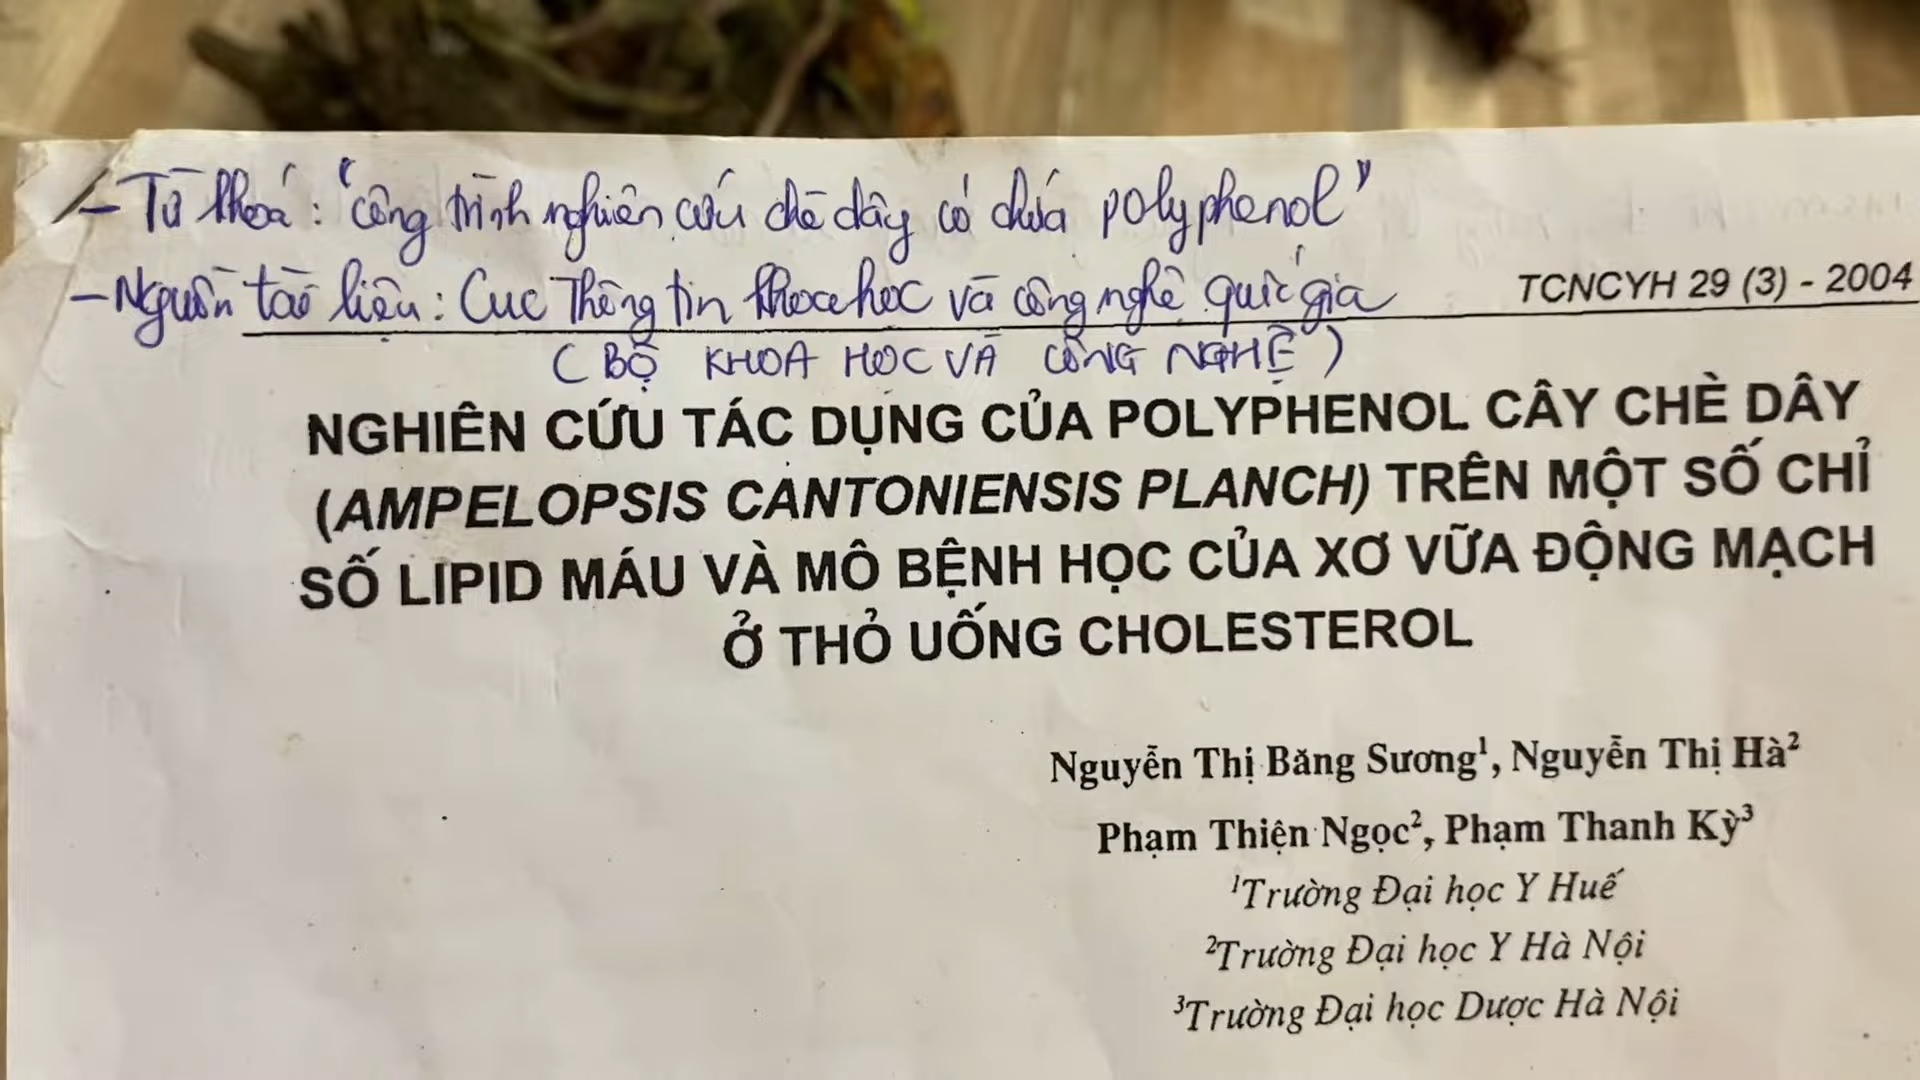 - Từ khoá: "công trình nghiên cứu chè dây có chứa polyphenol"
- Nguồn tài liệu: Cục Thông tin khoa học và công nghệ quốc gia
TCNCYH 29 (3) - 2004
(BỘ KHOA HỌC VÀ CÔNG NGHỆ)
NGHIÊN CỨU TÁC DỤNG CỦA POLYPHENOL CÂY CHÈ DÂY
(AMPELOPSIS CANTONIENSIS PLANCH) TRÊN MỘT SỐ CHỈ
SỐ LIPID MÁU VÀ MÔ BỆNH HỌC CỦA XƠ VỮA ĐỘNG MẠCH
Ở THỎ UỐNG CHOLESTEROL
Nguyễn Thị Băng Sương¹, Nguyễn Thị Hà²
Phạm Thiện Ngọc², Phạm Thanh Kỳ³
¹Trường Đại học Y Huế
²Trường Đại học Y Hà Nội
³Trường Đại học Dược Hà Nội